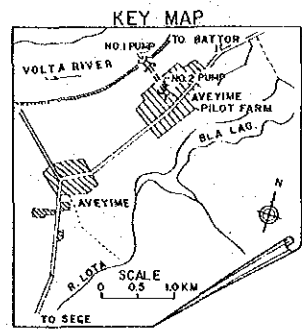 KEY MAP
NO.1 PUMP
TO BATTOR
VOLTA RIVER
NO.2 PUMP
AVEYIME
PILOT FARM
BLA LAG.
N
AVEYIME
R. LOTA
SCALE
0 0.5 1.0 KM
TO SEGE